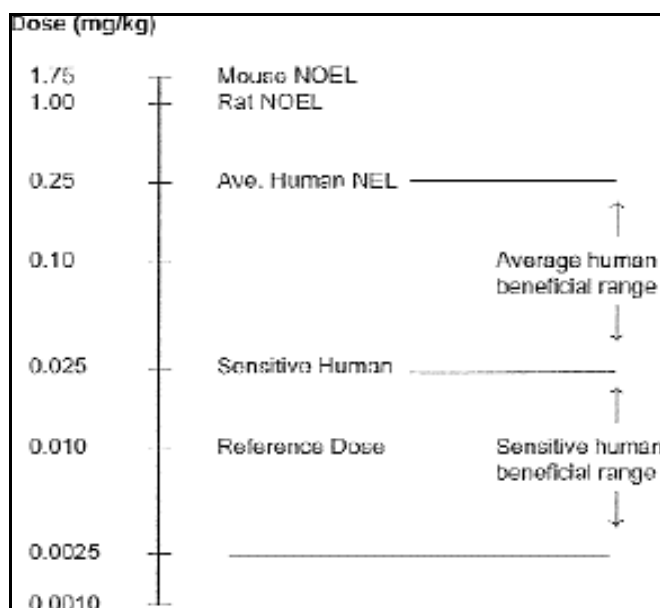 Dose (mg/kg)
1.75 Mouse NOEL
1.00 Rat NOEL
0.25 Ave. Human NEL
0.10 Average human
beneficial range
0.025 Sensitive Human
0.010 Reference Dose Sensitive human
beneficial range
0.0025
0.0010